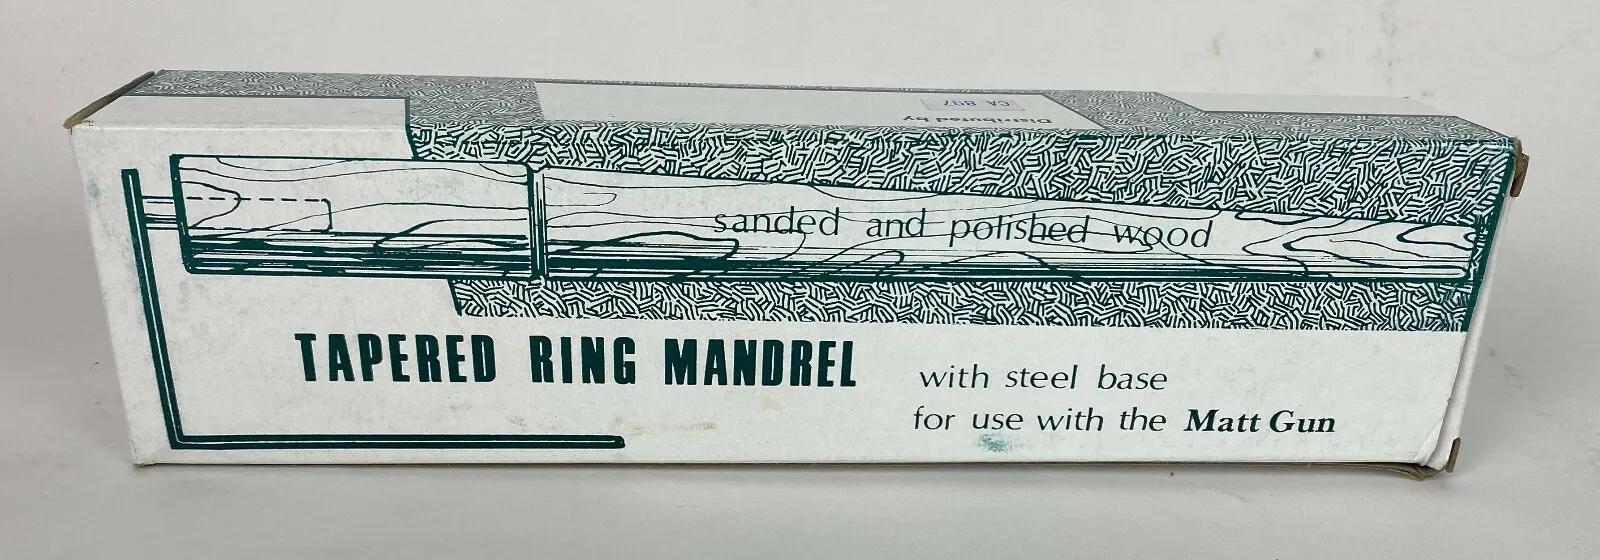 Distributed by
CA 897
sanded and polished wood
TAPERED RING MANDREL
with steel base
for use with the Matt Gun